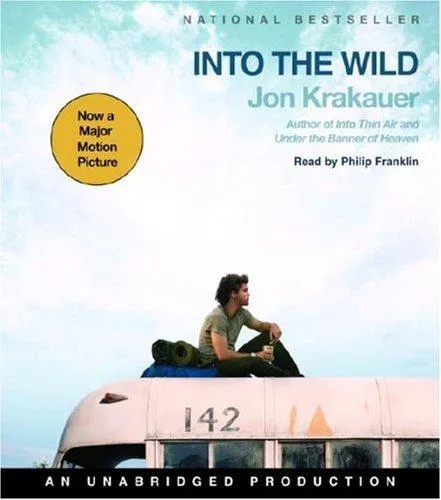 NATIONAL BESTSELLER
INTO THE WILD
Jon Krakauer
Author of Into Thin Air and
Under the Banner of Heaven
Read by Philip Franklin
Now a
Major
Motion
Picture
142
AN UNABRIDGED PRODUCTION